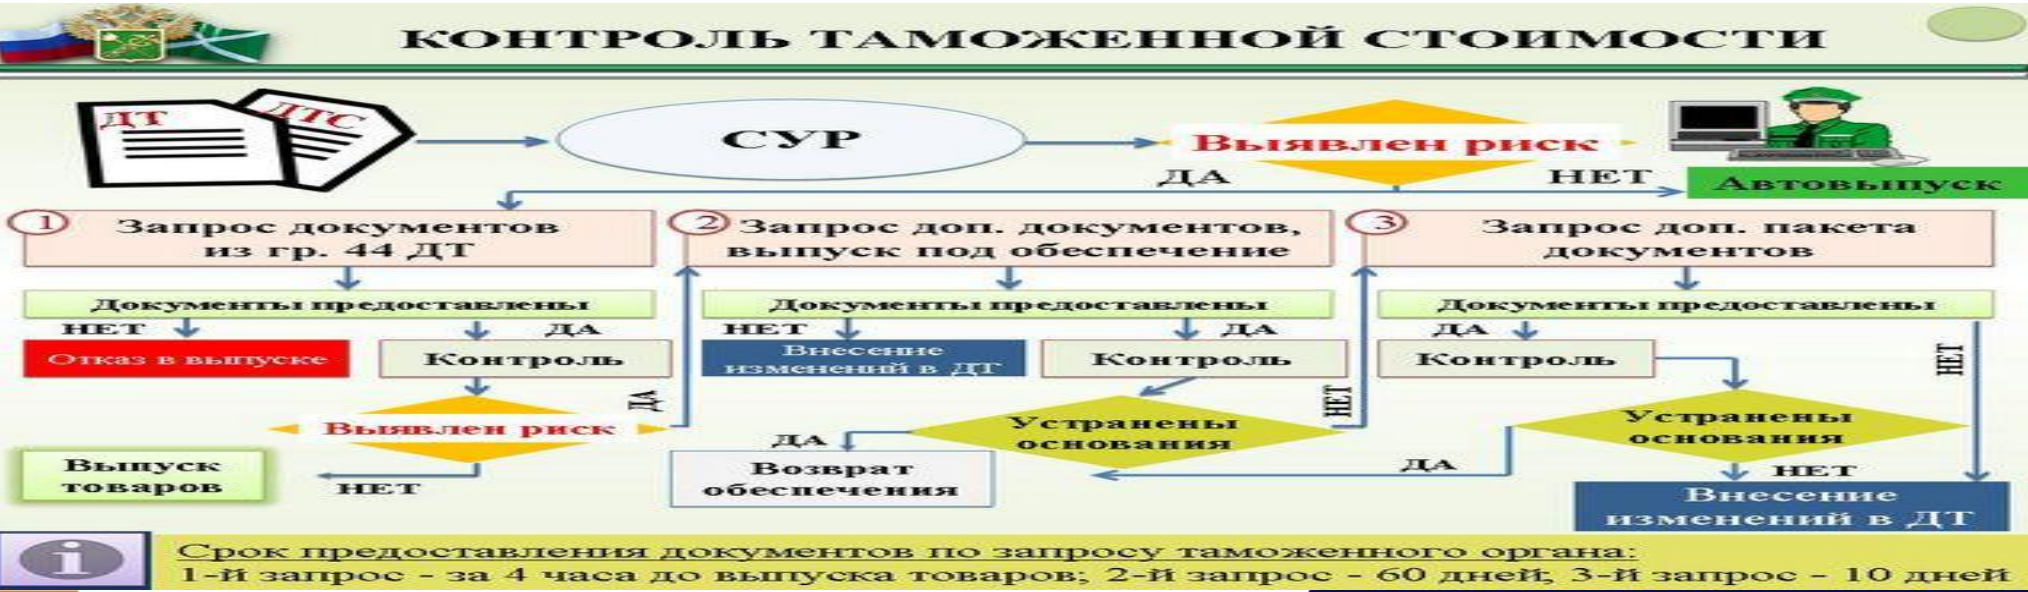 КОНТРОЛЬ ТАМОЖЕННОЙ СТОИМОСТИ
ДТ
ДТС
СУР
Выявлен риск
ДА
НЕТ
Автовыпуск
1
Запрос документов
из гр. 44 ДТ
Документы предоставлены
НЕТ
ДА
Отказ в выпуске
Контроль
ДА
Выявлен риск
НЕТ
Выпуск
товаров
2
Запрос доп. документов,
выпуск под обеспечение
Документы предоставлены
НЕТ
ДА
Внесение
изменений в ДТ
Контроль
НЕТ
Устранены
основания
ДА
Возврат
обеспечения
3
Запрос доп. пакета
документов
Документы предоставлены
ДА
НЕТ
Контроль
Устранены
основания
ДА
НЕТ
Внесение
изменений в ДТ
i
Срок предоставления документов по запросу таможенного органа:
1-й запрос - за 4 часа до выпуска товаров; 2-й запрос - 60 дней; 3-й запрос - 10 дней